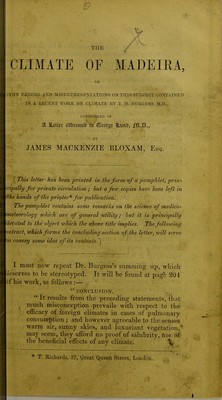 THE
CLIMATE OF MADEIRA,
ERRORS AND MISREPRESENTATIONS ON THIS SUBJECT CONTAINED
IN A RECENT WORK ON CLIMATE BY T. H. BURGESS M.D.,
CONSIDERED IN
A Letter addressed to George Lund, M.D.,
BY
JAMES MACKENZIE BLOXAM, Esq.
[This letter has been printed in the form of a pamphlet, prin-
cipally for private circulation; but a few copies have been left in
the hands of the printer* for publication.
The pamphlet contains some remarks on the science of medico-
meteorology which are of general utility; but it is principally
devoted to the object which the above title implies. The following
extract, which forms the concluding section of the letter, will serve
to convey some idea of its contents.]
I must now repeat Dr. Burgess's summing up, which
deserves to be stereotyped. It will be found at page 204
of his work, as follows:—
"CONCLUSION.
"It results from the preceding statements, that
much misconception prevails with respect to the
efficacy of foreign climates in cases of pulmonary
consumption; and however agreeable to the senses
warm air, sunny skies, and luxuriant vegetation,
may seem, they afford no proof of salubrity, nor of
the beneficial effects of any climate.
* T. Richards, 37, Great Queen Street, London.